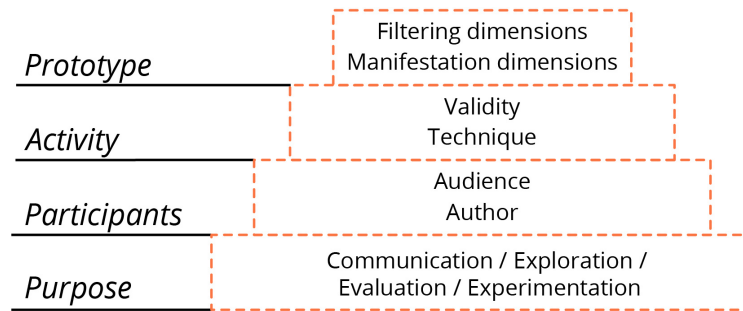 Prototype
Filtering dimensions
Manifestation dimensions
Activity
Validity
Technique
Participants
Audience
Author
Purpose
Communication / Exploration /
Evaluation / Experimentation